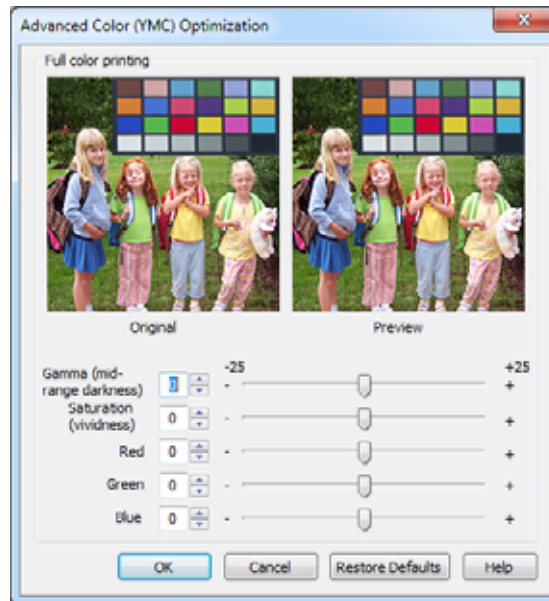 Advanced Color (YMC) Optimization
Full color printing
Original
Preview
-25
+25
Gamma (mid-
range darkness)
0
-
+
Saturation
(vividness)
0
-
+
Red
0
-
+
Green
0
-
+
Blue
0
-
+
OK
Cancel
Restore Defaults
Help